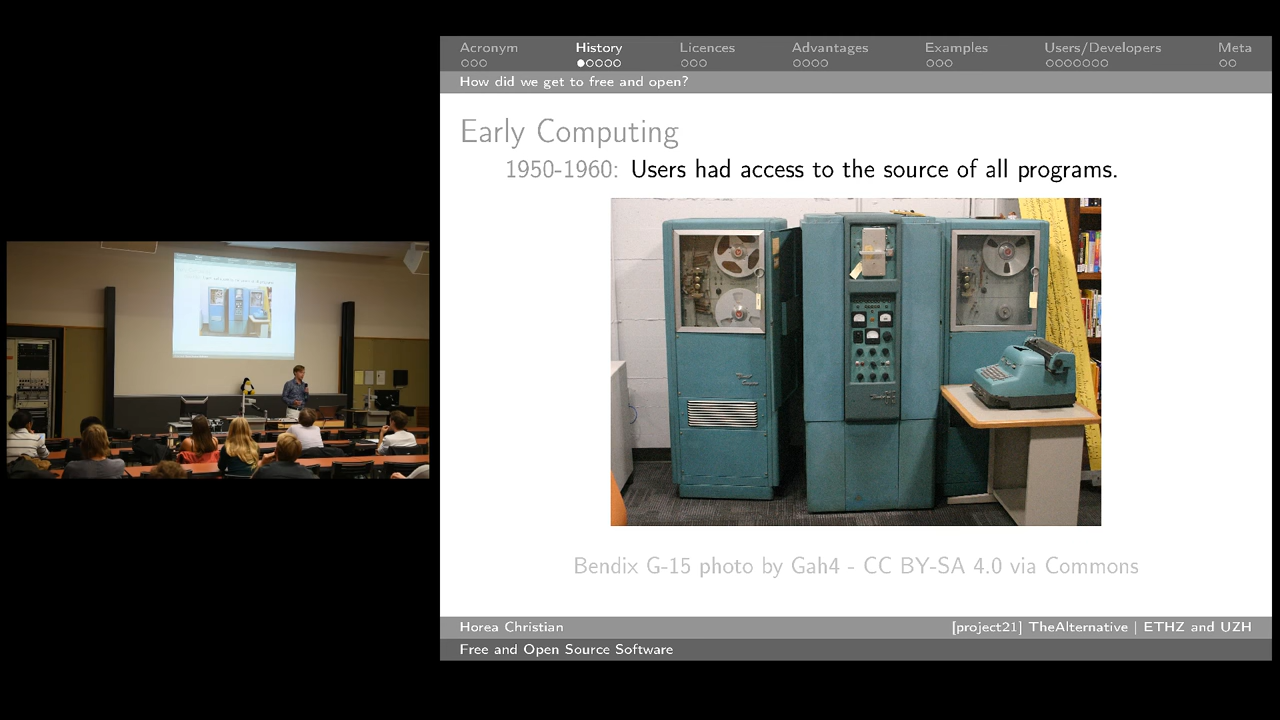 Acronym
History
Licences
Advantages
Examples
Users/Developers
Meta
How did we get to free and open?
Early Computing
1950-1960: Users had access to the source of all programs.
Bendix G-15 photo by Gah4 - CC BY-SA 4.0 via Commons
Horea Christian
[project21] TheAlternative | ETHZ and UZH
Free and Open Source Software